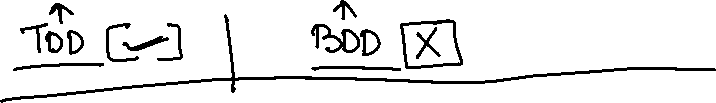 TDD [✓] | BDD [X]